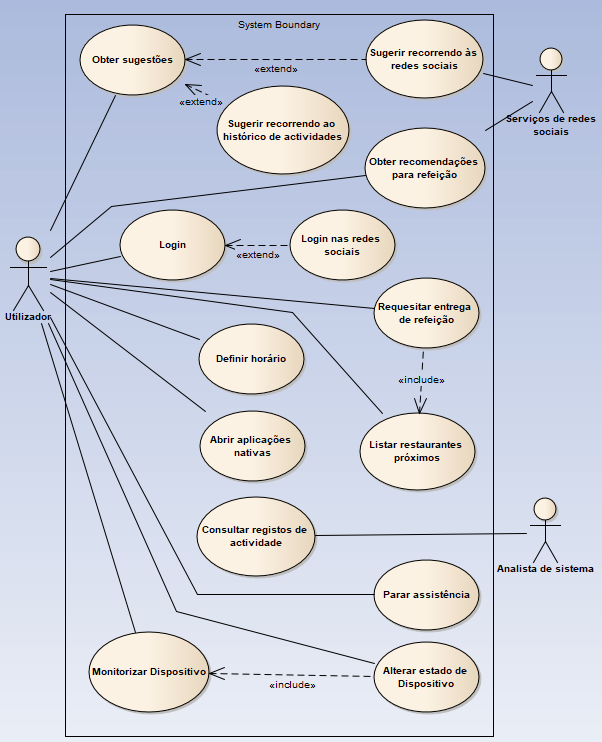 System Boundary
Obter sugestões
«extend»
Sugerir recorrendo às
redes sociais
«extend»
Sugerir recorrendo ao
histórico de actividades
Serviços de redes
sociais
Obter recomendações
para refeição
Login
«extend»
Login nas redes
sociais
Utilizador
Requesitar entrega
de refeição
Definir horário
«include»
Abrir aplicações
nativas
Listar restaurantes
próximos
Consultar registos de
actividade
Analista de sistema
Parar assistência
Monitorizar Dispositivo
«include»
Alterar estado de
Dispositivo